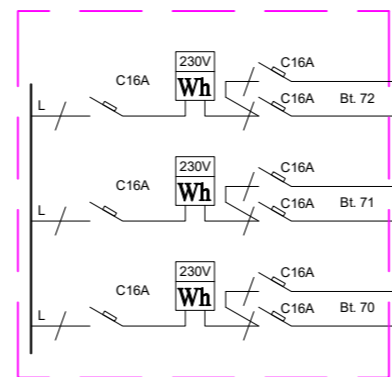 230V C16A
C16A Wh
L C16A Bt. 72
230V C16A
C16A Wh
L C16A Bt. 71
230V C16A
C16A Wh
L C16A Bt. 70